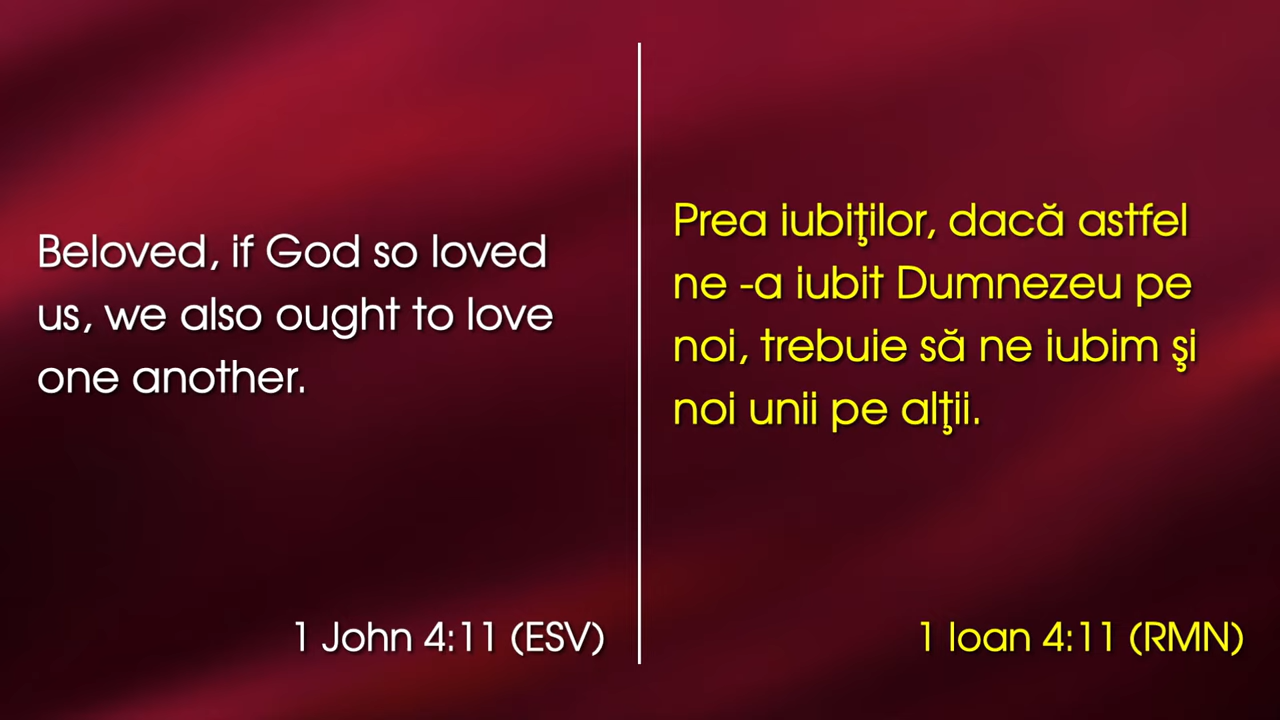 Beloved, if God so loved
us, we also ought to love
one another.
1 John 4:11 (ESV)
Prea iubiţilor, dacă astfel
ne -a iubit Dumnezeu pe
noi, trebuie să ne iubim şi
noi unii pe alţii.
1 Ioan 4:11 (RMN)